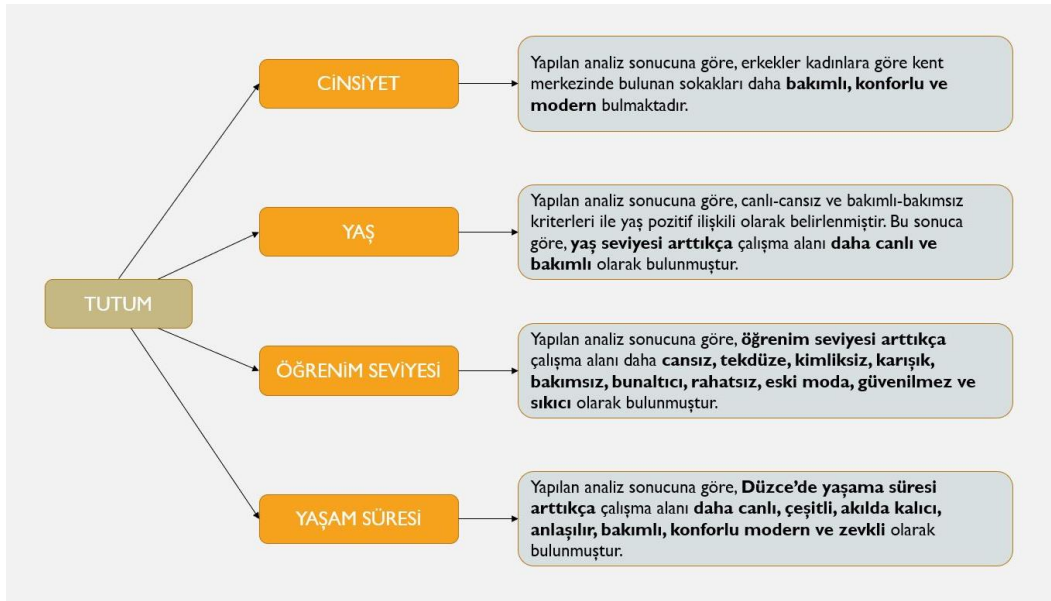 CİNSİYET
Yapılan analiz sonucuna göre, erkekler kadınlara göre kent
merkezinde bulunan sokakları daha bakımlı, konforlu ve
modern bulmaktadır.
YAŞ
Yapılan analiz sonucuna göre, canlı-cansız ve bakımlı-bakımsız
kriterleri ile yaş pozitif ilişkili olarak belirlenmiştir. Bu sonuca
göre, yaş seviyesi arttıkça çalışma alanı daha canlı ve
bakımlı olarak bulunmuştur.
TUTUM
ÖĞRENİM SEVİYESİ
Yapılan analiz sonucuna göre, öğrenim seviyesi arttıkça
çalışma alanı daha cansız, tekdüze, kimliksiz, karışık,
bakımsız, bunaltıcı, rahatsız, eski moda, güvenilmez ve
sıkıcı olarak bulunmuştur.
YAŞAM SÜRESİ
Yapılan analiz sonucuna göre, Düzce’de yaşama süresi
arttıkça çalışma alanı daha canlı, çeşitli, akılda kalıcı,
anlaşılır, bakımlı, konforlu modern ve zevkli olarak
bulunmuştur.